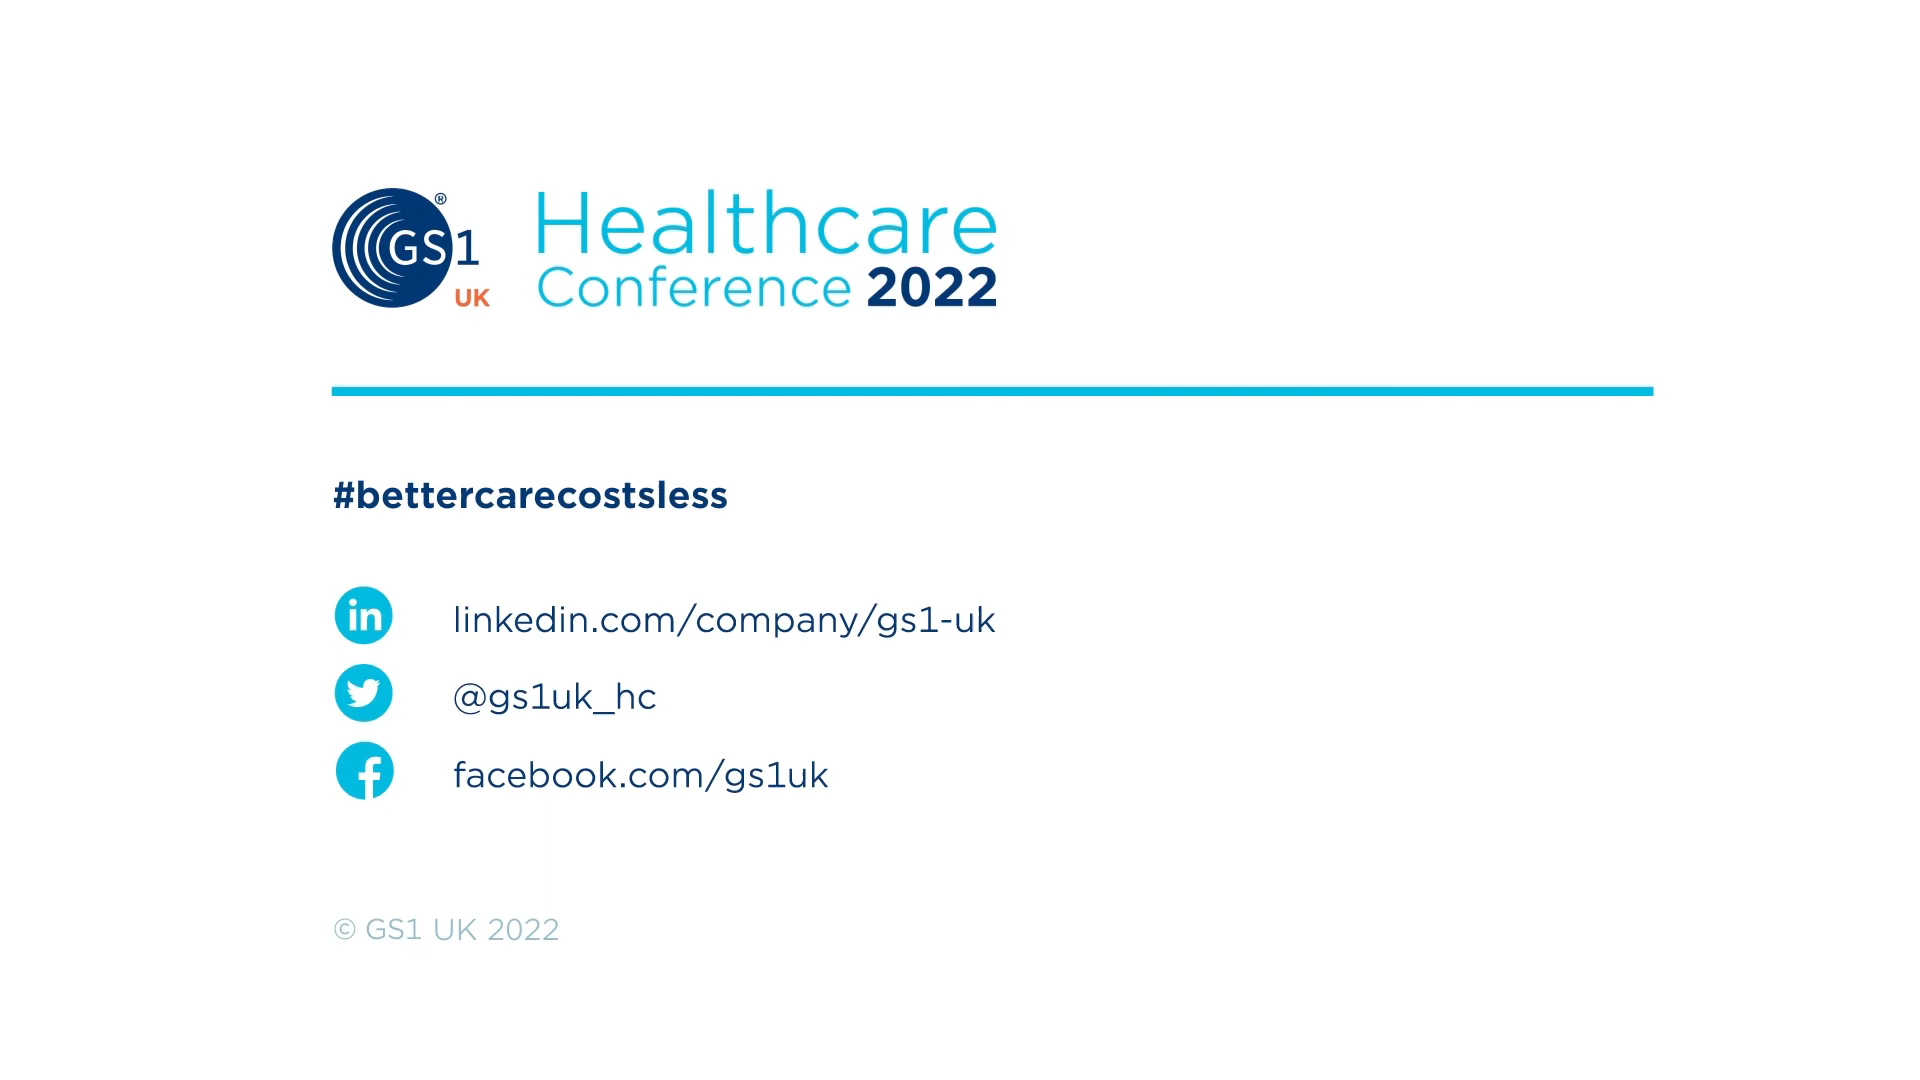 GS1® UK
Healthcare
Conference 2022
#bettercarecostsless
in linkedin.com/company/gs1-uk
@gs1uk_hc
f facebook.com/gs1uk
© GS1 UK 2022